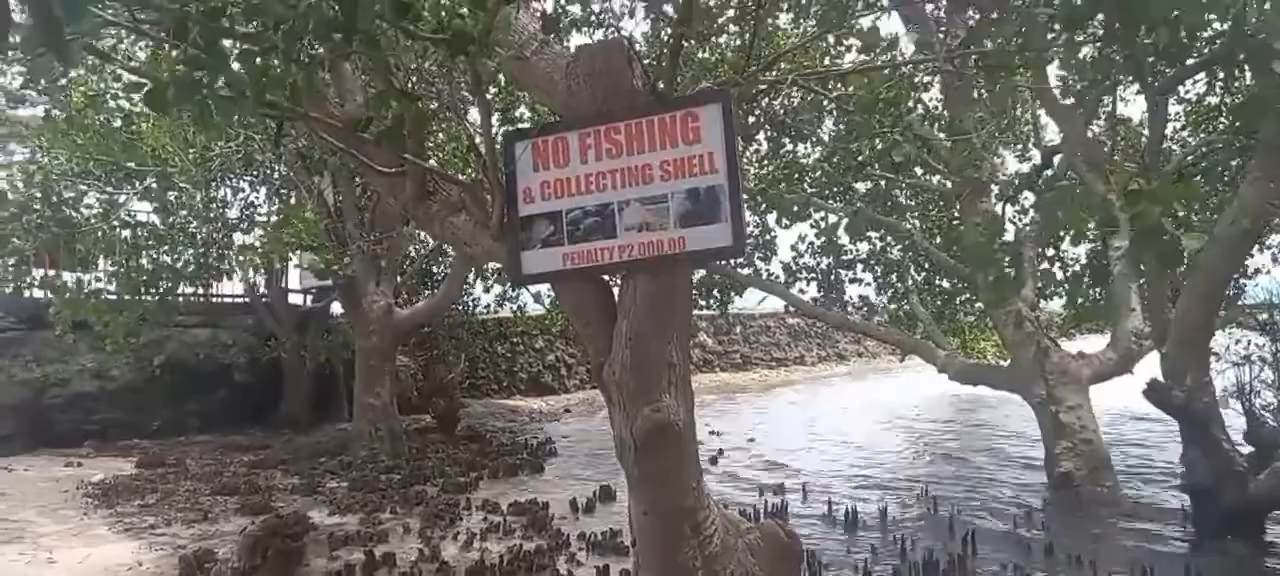 NO FISHING
& COLLECTING SHELL
PENALTY P2,000.00